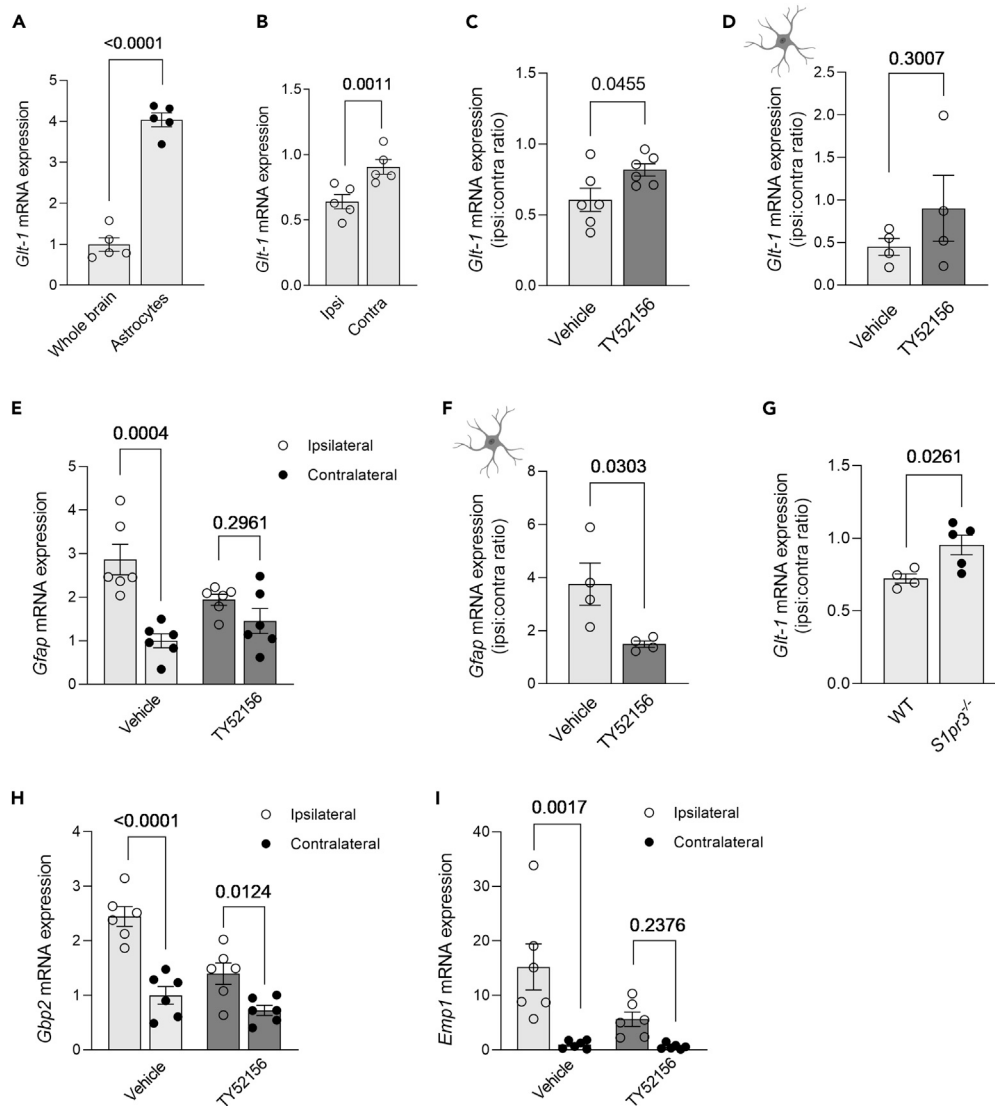 A
<0.0001
Glt-1 mRNA expression
5
4
3
2
1
0
Whole brain
Astrocytes
B
0.0011
Glt-1 mRNA expression
1.5
1.0
0.5
0.0
Ipsi
Contra
C
0.0455
Glt-1 mRNA expression
(ipsi:contra ratio)
1.5
1.0
0.5
0.0
Vehicle
TY52156
D
0.3007
Glt-1 mRNA expression
(ipsi:contra ratio)
2.5
2.0
1.5
1.0
0.5
0.0
Vehicle
TY52156
E
0.0004
0.2961
Ipsilateral
Contralateral
Gfap mRNA expression
5
4
3
2
1
0
Vehicle
TY52156
F
0.0303
Gfap mRNA expression
(ipsi:contra ratio)
8
6
4
2
0
Vehicle
TY52156
G
0.0261
Glt-1 mRNA expression
(ipsi:contra ratio)
1.5
1.0
0.5
0.0
WT
S1pr3-/-
H
<0.0001
0.0124
Ipsilateral
Contralateral
Gbp2 mRNA expression
4
3
2
1
0
Vehicle
TY52156
I
0.0017
0.2376
Ipsilateral
Contralateral
Emp1 mRNA expression
40
30
20
10
0
Vehicle
TY52156